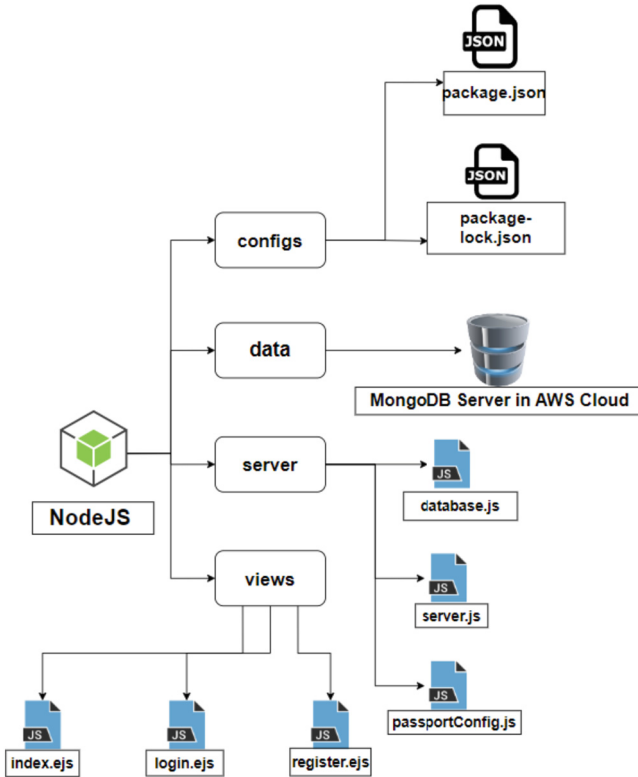 JSON
package.json
JSON
package-
lock.json
configs
data
MongoDB Server in AWS Cloud
NodeJS
server
JS
database.js
views
JS
server.js
JS
passportConfig.js
JS
index.ejs
JS
login.ejs
JS
register.ejs